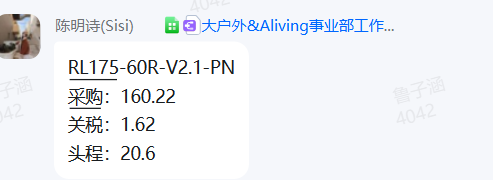 陈明诗(Sisi) 大户外&Aliving事业部工作...
RL175-60R-V2.1-PN
采购：160.22
关税：1.62
头程：20.6
鲁子涵
4042
鲁子涵
4042